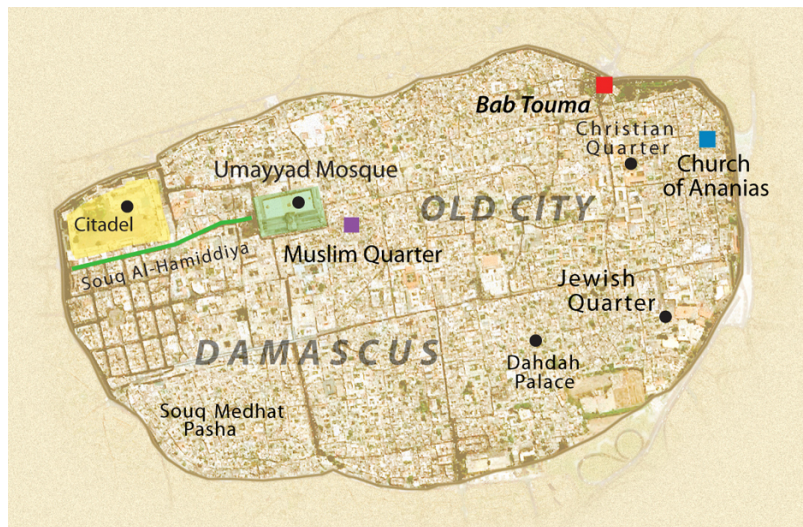 Bab Touma
Christian
Quarter
Church
of Ananias
Umayyad Mosque
OLD CITY
Citadel
Muslim Quarter
Souq Al-Hamiddiya
Jewish
Quarter
DAMASCUS
Dahdah
Palace
Souq Medhat
Pasha